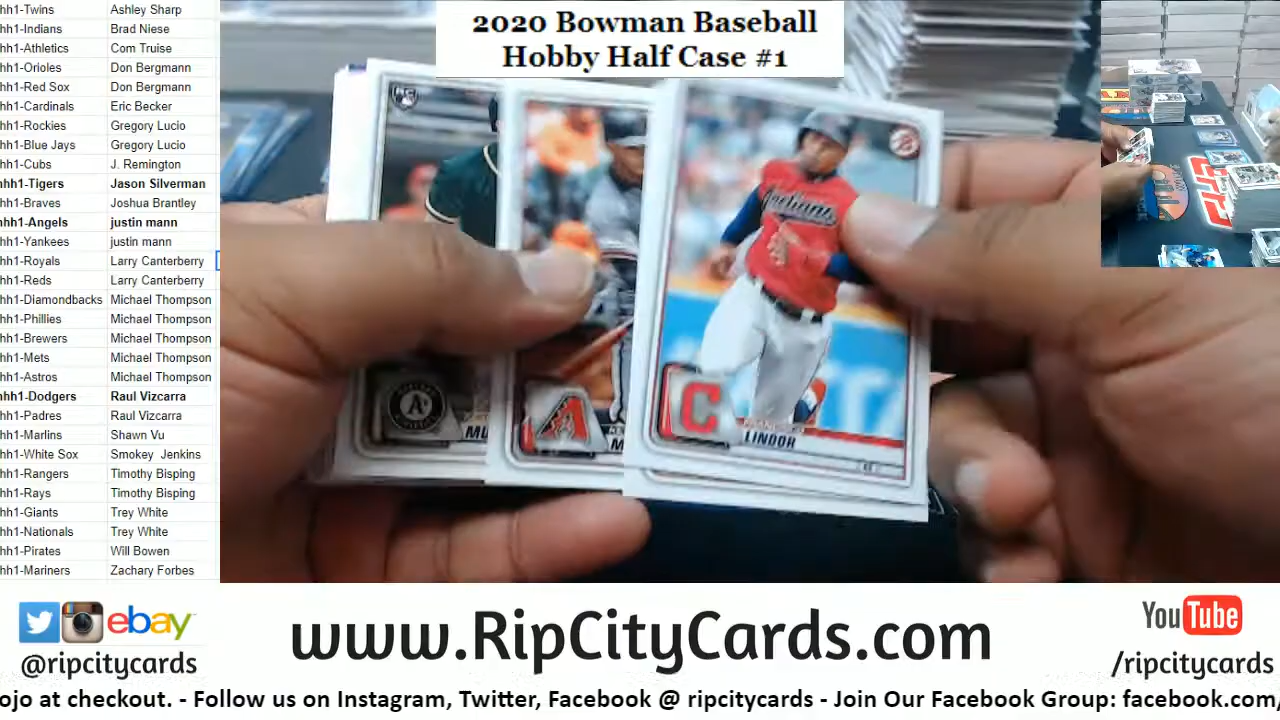 2020 Bowman Baseball
Hobby Half Case #1
hh1-Twins Ashley Sharp
hh1-Indians Brad Niese
hh1-Athletics Com Truise
hh1-Orioles Don Bergmann
hh1-Red Sox Don Bergmann
hh1-Cardinals Eric Becker
hh1-Rockies Gregory Lucio
hh1-Blue Jays Gregory Lucio
hh1-Cubs J. Remington
hh1-Tigers Jason Silverman
hh1-Braves Joshua Brantley
hh1-Angels justin mann
hh1-Yankees justin mann
hh1-Royals Larry Canterberry
hh1-Reds Larry Canterberry
hh1-Diamondbacks Michael Thompson
hh1-Phillies Michael Thompson
hh1-Brewers Michael Thompson
hh1-Mets Michael Thompson
hh1-Astros Michael Thompson
hh1-Dodgers Raul Vizcarra
hh1-Padres Raul Vizcarra
hh1-Marlins Shawn Vu
hh1-White Sox Smokey Jenkins
hh1-Rangers Timothy Bisping
hh1-Rays Timothy Bisping
hh1-Giants Trey White
hh1-Nationals Trey White
hh1-Pirates Will Bowen
hh1-Mariners Zachary Forbes
RC
Indians
A's
MU
A
M
C
LINDOR
ebay
@ripcitycards
www.RipCityCards.com
YouTube
/ripcitycards
ojo at checkout. - Follow us on Instagram, Twitter, Facebook @ ripcitycards - Join Our Facebook Group: facebook.com/